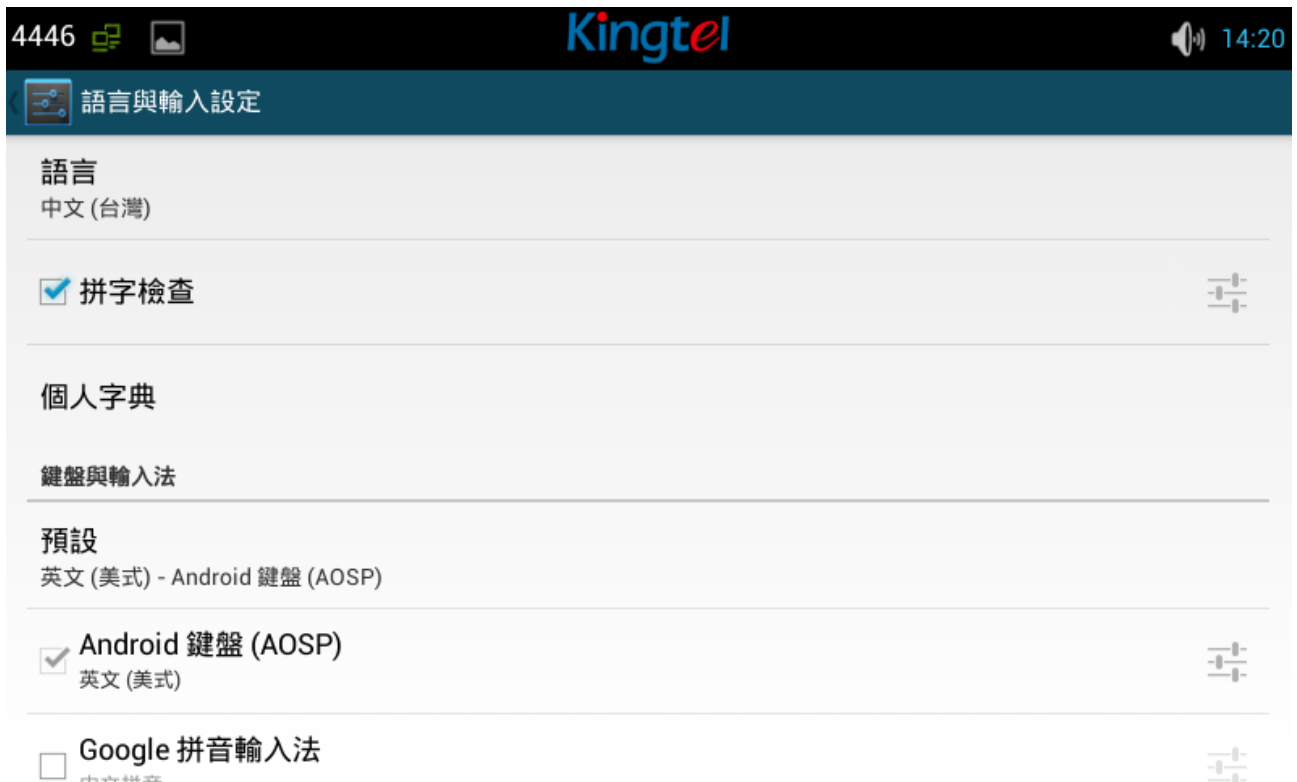 4446
Kingtel
14:20
語言與輸入設定
語言
中文 (台灣)
拼字檢查
個人字典
鍵盤與輸入法
預設
英文 (美式) - Android 鍵盤 (AOSP)
Android 鍵盤 (AOSP)
英文 (美式)
Google 拼音輸入法